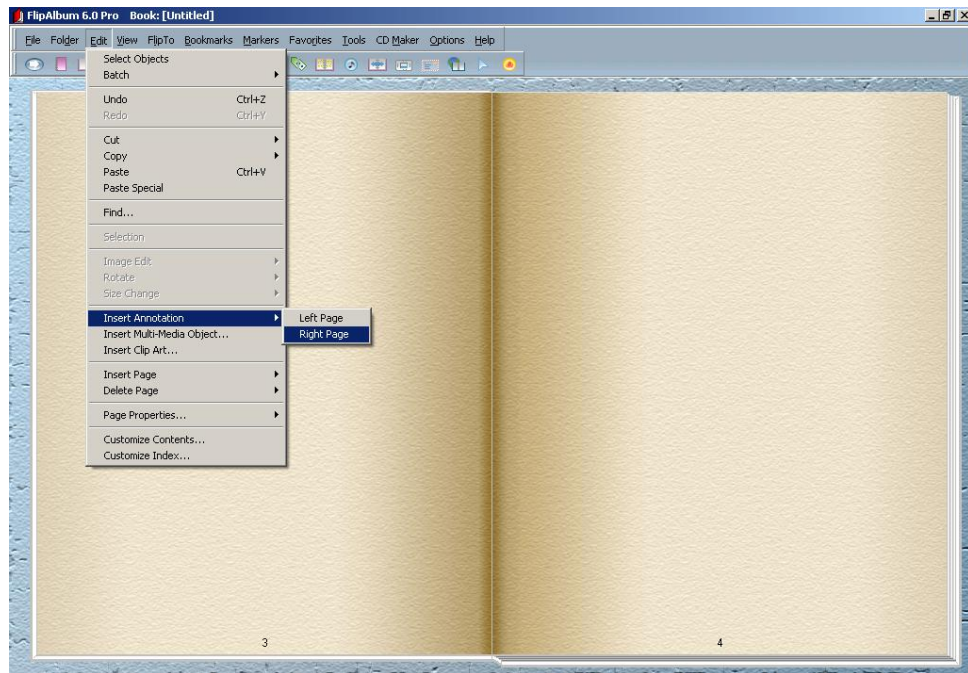 FlipAlbum 6.0 Pro Book: [Untitled]
File Folder Edit View FlipTo Bookmarks Markers Favorites Tools CD Maker Options Help
Select Objects
Batch
Undo Ctrl+Z
Redo Ctrl+Y
Cut
Copy
Paste Ctrl+V
Paste Special
Find...
Selection
Image Edit
Rotate
Size Change
Insert Annotation Left Page
Insert Multi-Media Object... Right Page
Insert Clip Art...
Insert Page
Delete Page
Page Properties...
Customize Contents...
Customize Index...
3 4